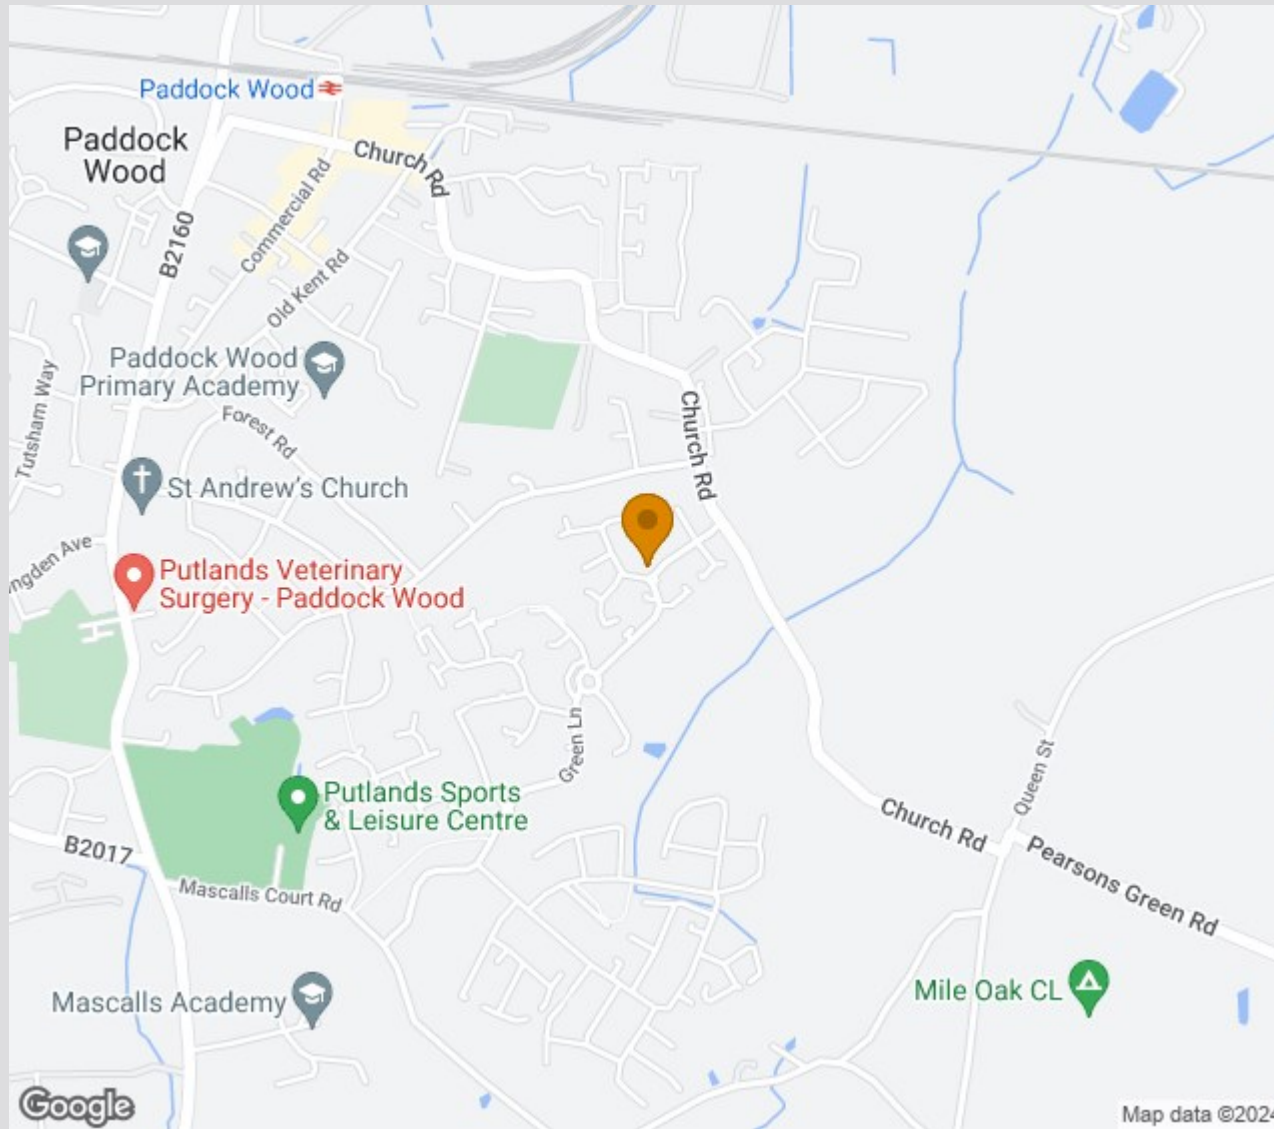 Paddock Wood
Paddock
Wood
Church Rd
Commercial Rd
B2160
Old Kent Rd
Paddock Wood
Primary Academy
Tutsham Way
Forest Rd
Church Rd
St Andrew's Church
Ave
Putlands Veterinary
Surgery - Paddock Wood
Green Ln
Queen St
Putlands Sports
& Leisure Centre
Church Rd
B2017
Pearsons Green Rd
Mascalls Court Rd
Mascalls Academy
Mile Oak CL
Google
Map data ©2024